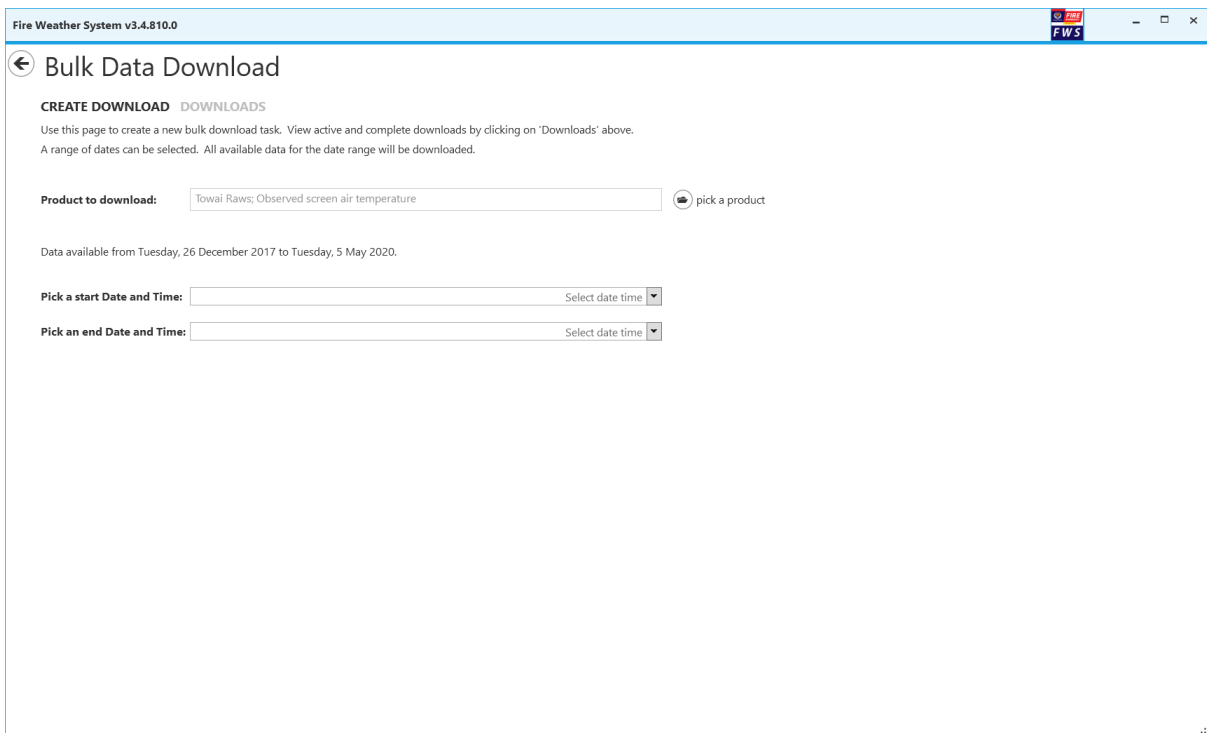 Fire Weather System v3.4.810.0
FIRE
FWS
Bulk Data Download
CREATE DOWNLOAD DOWNLOADS
Use this page to create a new bulk download task. View active and complete downloads by clicking on 'Downloads' above.
A range of dates can be selected. All available data for the date range will be downloaded.
Product to download: Towai Raws; Observed screen air temperature pick a product
Data available from Tuesday, 26 December 2017 to Tuesday, 5 May 2020.
Pick a start Date and Time: Select date time
Pick an end Date and Time: Select date time